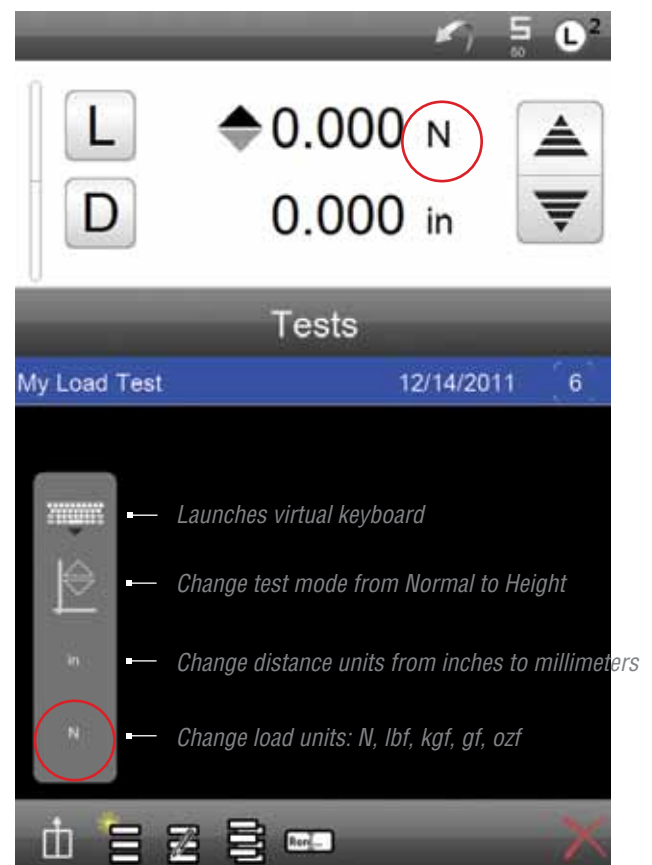 S
60
L2
L 0.000 N
D 0.000 in
Tests
My Load Test 12/14/2011 6
Launches virtual keyboard
Change test mode from Normal to Height
in Change distance units from inches to millimeters
N Change load units: N, lbf, kgf, gf, ozf